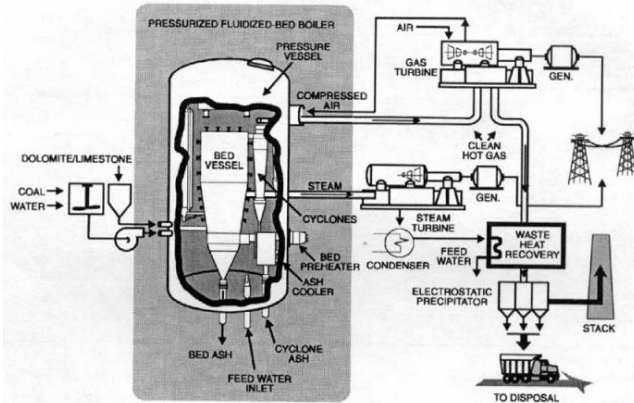 PRESSURIZED FLUIDIZED-BED BOILER
PRESSURE
VESSEL
AIR
GAS
TURBINE
GEN.
COMPRESSED
AIR
CLEAN
HOT GAS
DOLOMITE/LIMESTONE
COAL
WATER
BED
VESSEL
STEAM
CYCLONES
GEN.
STEAM
TURBINE
CONDENSER
FEED
WATER
WASTE
HEAT
RECOVERY
BED
PREHEATER
ASH
COOLER
ELECTROSTATIC
PRECIPITATOR
STACK
BED ASH
CYCLONE
ASH
FEED WATER
INLET
TO DISPOSAL